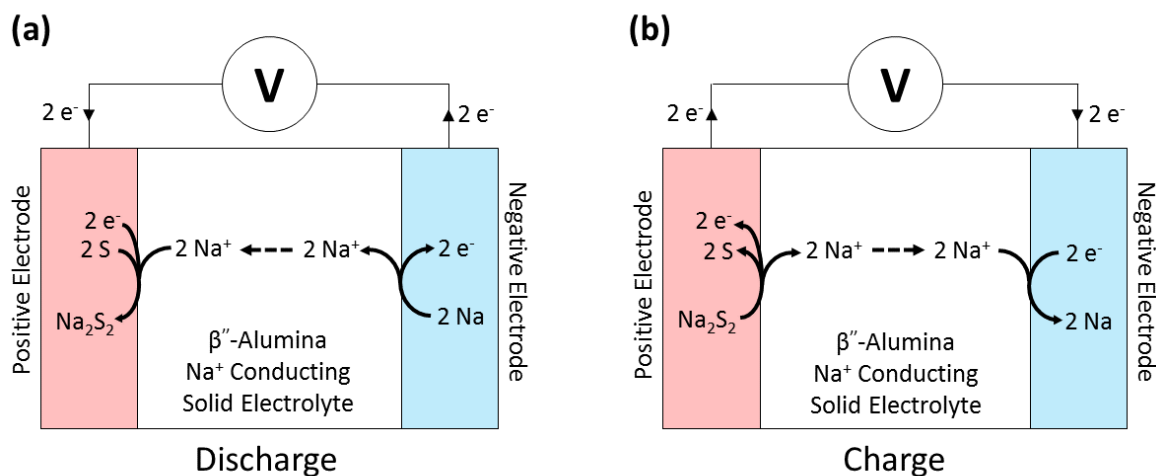 (a)
V
2 e⁻
2 e⁻
Positive Electrode
2 e⁻
2 S
Na₂S₂
2 Na⁺
2 Na⁺
2 e⁻
2 Na
β″-Alumina
Na⁺ Conducting
Solid Electrolyte
Negative Electrode
Discharge
(b)
V
2 e⁻
2 e⁻
Positive Electrode
2 e⁻
2 S
Na₂S₂
2 Na⁺
2 Na⁺
2 e⁻
2 Na
β″-Alumina
Na⁺ Conducting
Solid Electrolyte
Negative Electrode
Charge